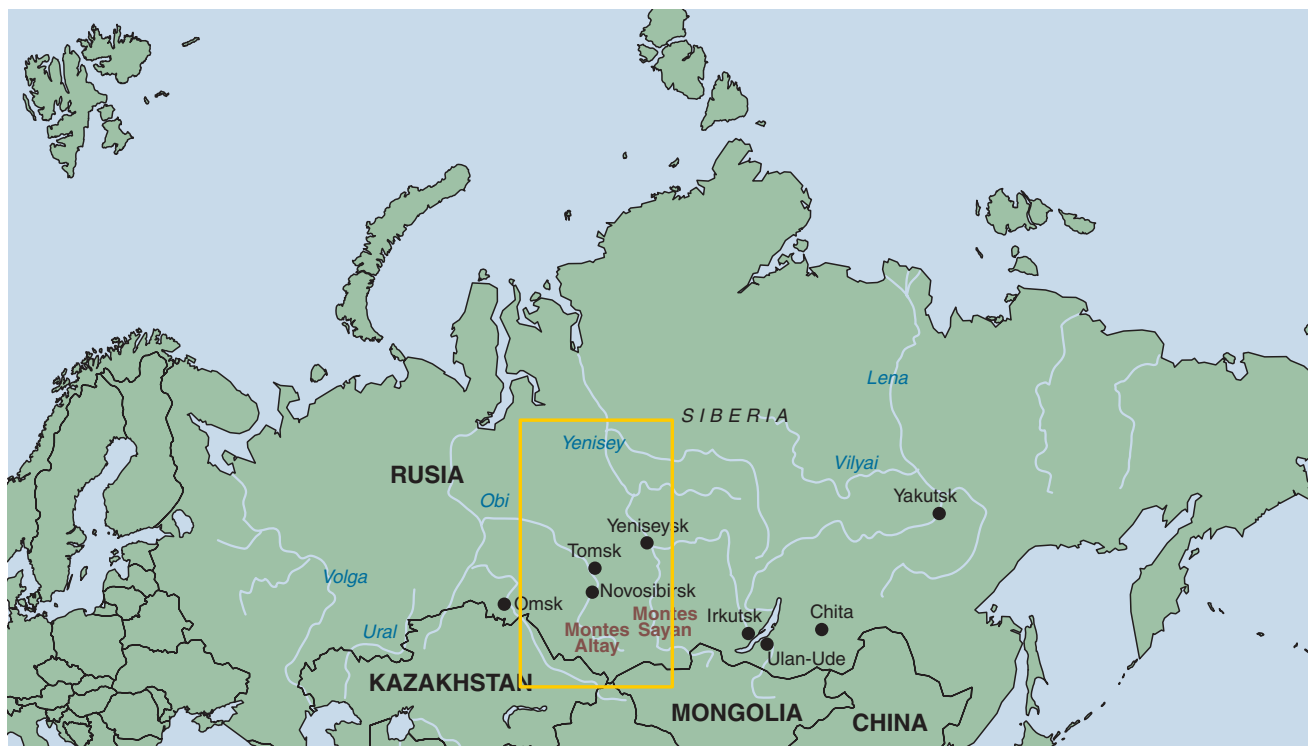 Lena
SIBERIA
Yenisey
Vilyai
RUSIA
Obi
Yakutsk
Yeniseysk
Tomsk
Volga
Novosibirsk
Omsk
Montes
Sayan
Irkutsk
Chita
Ural
Montes
Altay
Ulan-Ude
KAZAKHSTAN
MONGOLIA
CHINA